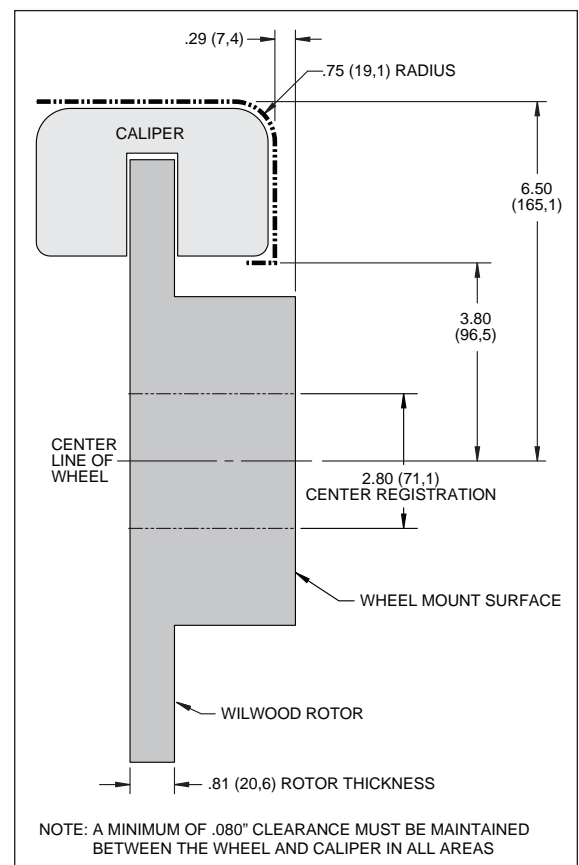 .29 (7,4)
.75 (19,1) RADIUS
CALIPER
6.50
(165,1)
3.80
(96,5)
CENTER
LINE OF
WHEEL
2.80 (71,1)
CENTER REGISTRATION
WHEEL MOUNT SURFACE
WILWOOD ROTOR
.81 (20,6) ROTOR THICKNESS
NOTE: A MINIMUM OF .080" CLEARANCE MUST BE MAINTAINED
BETWEEN THE WHEEL AND CALIPER IN ALL AREAS